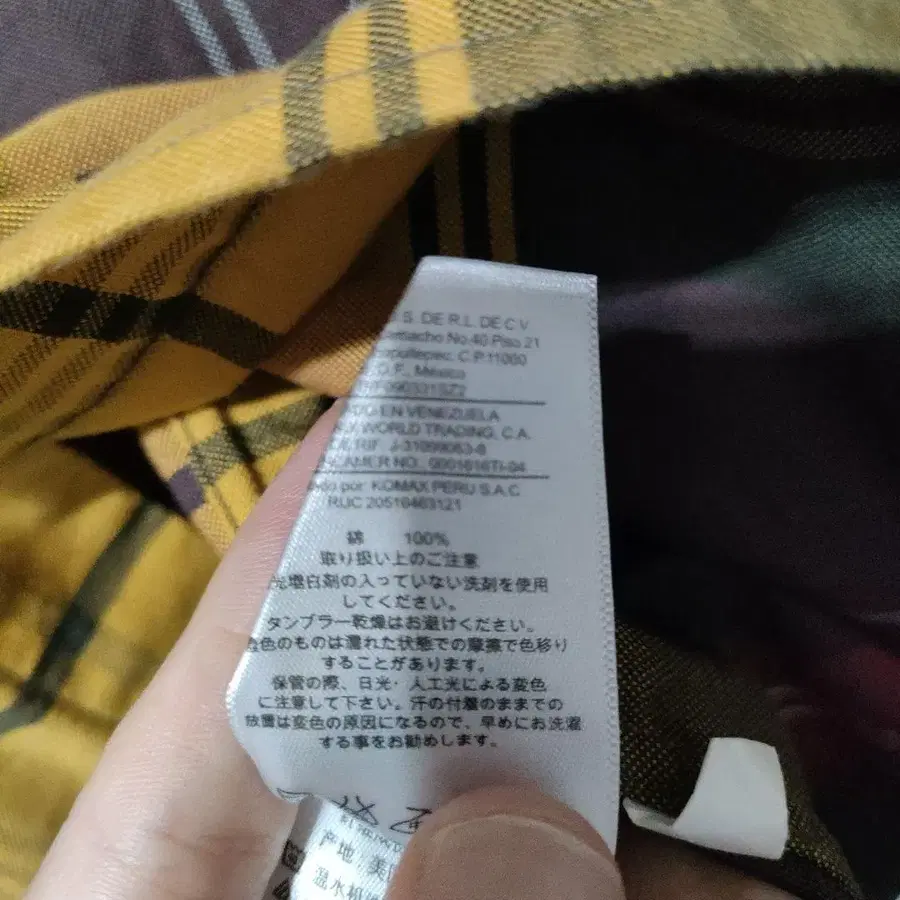 S. DE R.L. DE C V
No.40 Piso 21
C.P.11000
D.F., México
090331SZ2
EN VENEZUELA
WORLD TRADING, C.A.
DE RIF. J-31099063-6
NO. 0001616TI-04
por: KOMAX PERU S.A.C
RUC 20516463121
綿 100%
取り扱い上のご注意
光増白剤の入っていない洗剤を使用
してください。
タンブラー乾燥はお避けください。
色のものは濡れた状態での摩擦で色移り
することがあります。
保管の際、日光・人工光による変色
に注意して下さい。汗の付着のままでの
放置は変色の原因になるので、早めにお洗濯
する事をお勧めします。
产地:
温水